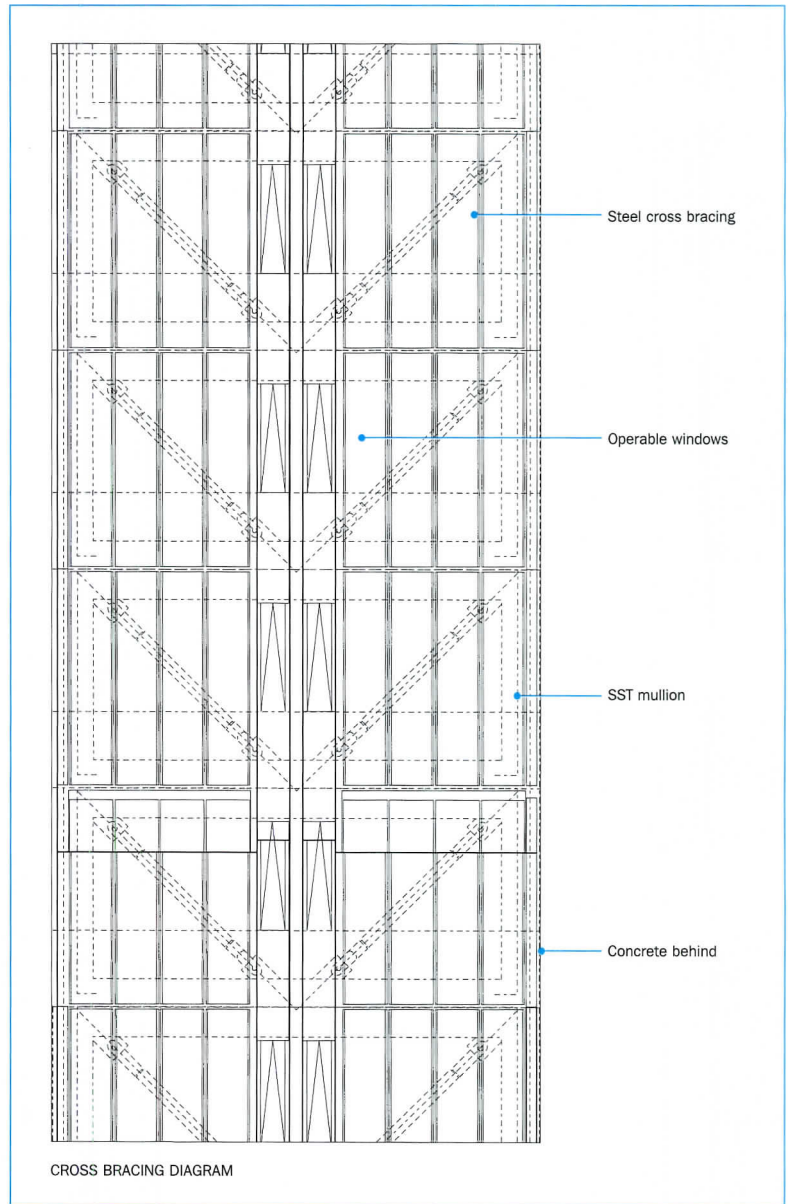 Steel cross bracing
Operable windows
SST mullion
Concrete behind
CROSS BRACING DIAGRAM